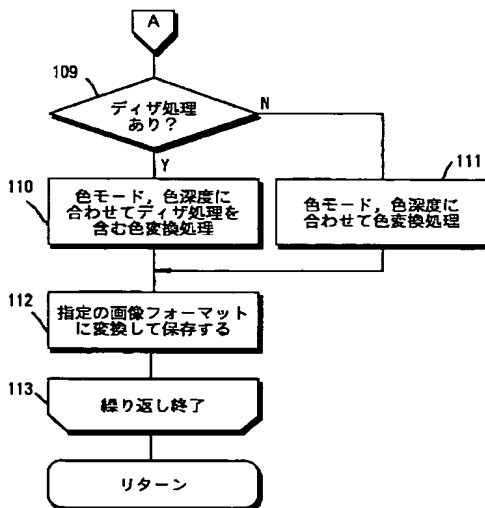 A
109
ディザ処理
あり?
N
Y
110
色モード,色深度に
合わせてディザ処理を
含む色変換処理
111
色モード,色深度に
合わせて色変換処理
112
指定の画像フォーマット
に変換して保存する
113
繰り返し終了
リターン